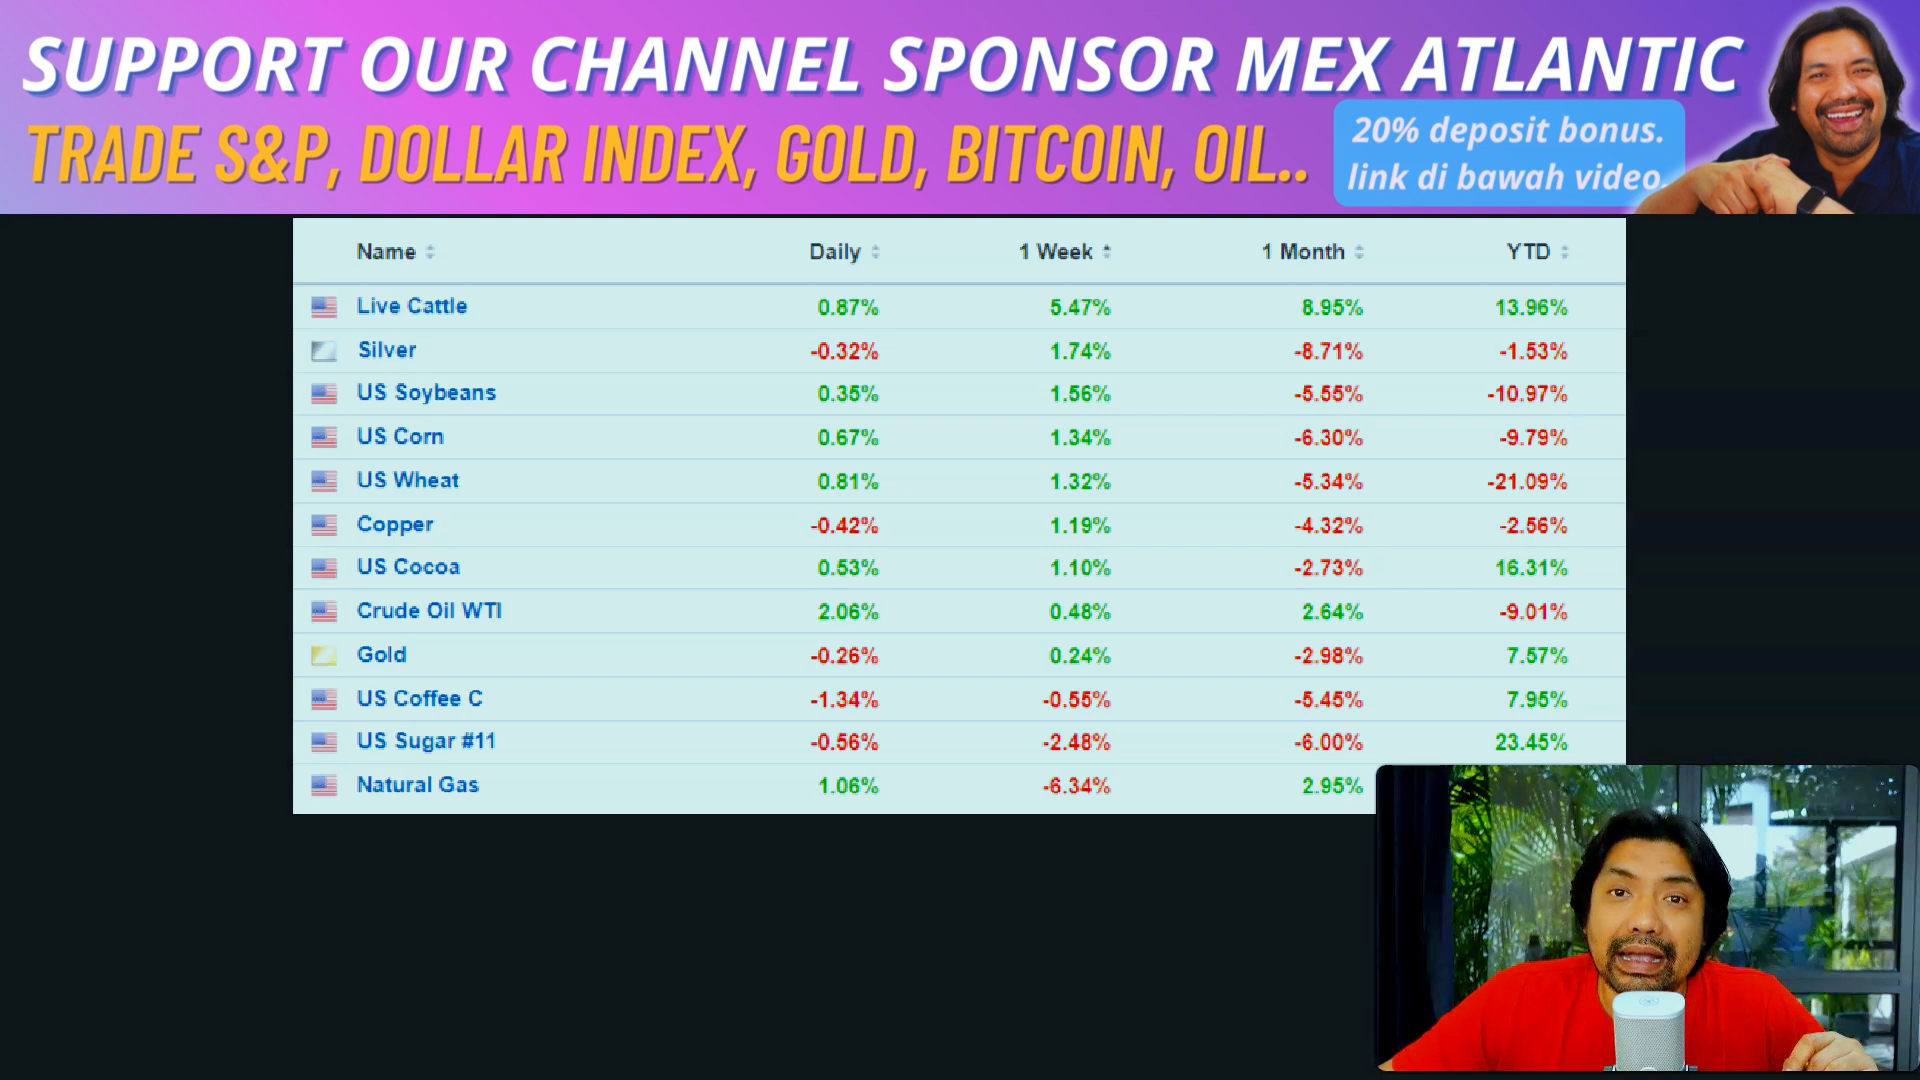 SUPPORT OUR CHANNEL SPONSOR MEX ATLANTIC
TRADE S&P, DOLLAR INDEX, GOLD, BITCOIN, OIL..
20% deposit bonus.
link di bawah video.
Name Daily 1 Week 1 Month YTD
Live Cattle 0.87% 5.47% 8.95% 13.96%
Silver -0.32% 1.74% -8.71% -1.53%
US Soybeans 0.35% 1.56% -5.55% -10.97%
US Corn 0.67% 1.34% -6.30% -9.79%
US Wheat 0.81% 1.32% -5.34% -21.09%
Copper -0.42% 1.19% -4.32% -2.56%
US Cocoa 0.53% 1.10% -2.73% 16.31%
Crude Oil WTI 2.06% 0.48% 2.64% -9.01%
Gold -0.26% 0.24% -2.98% 7.57%
US Coffee C -1.34% -0.55% -5.45% 7.95%
US Sugar #11 -0.56% -2.48% -6.00% 23.45%
Natural Gas 1.06% -6.34% 2.95%